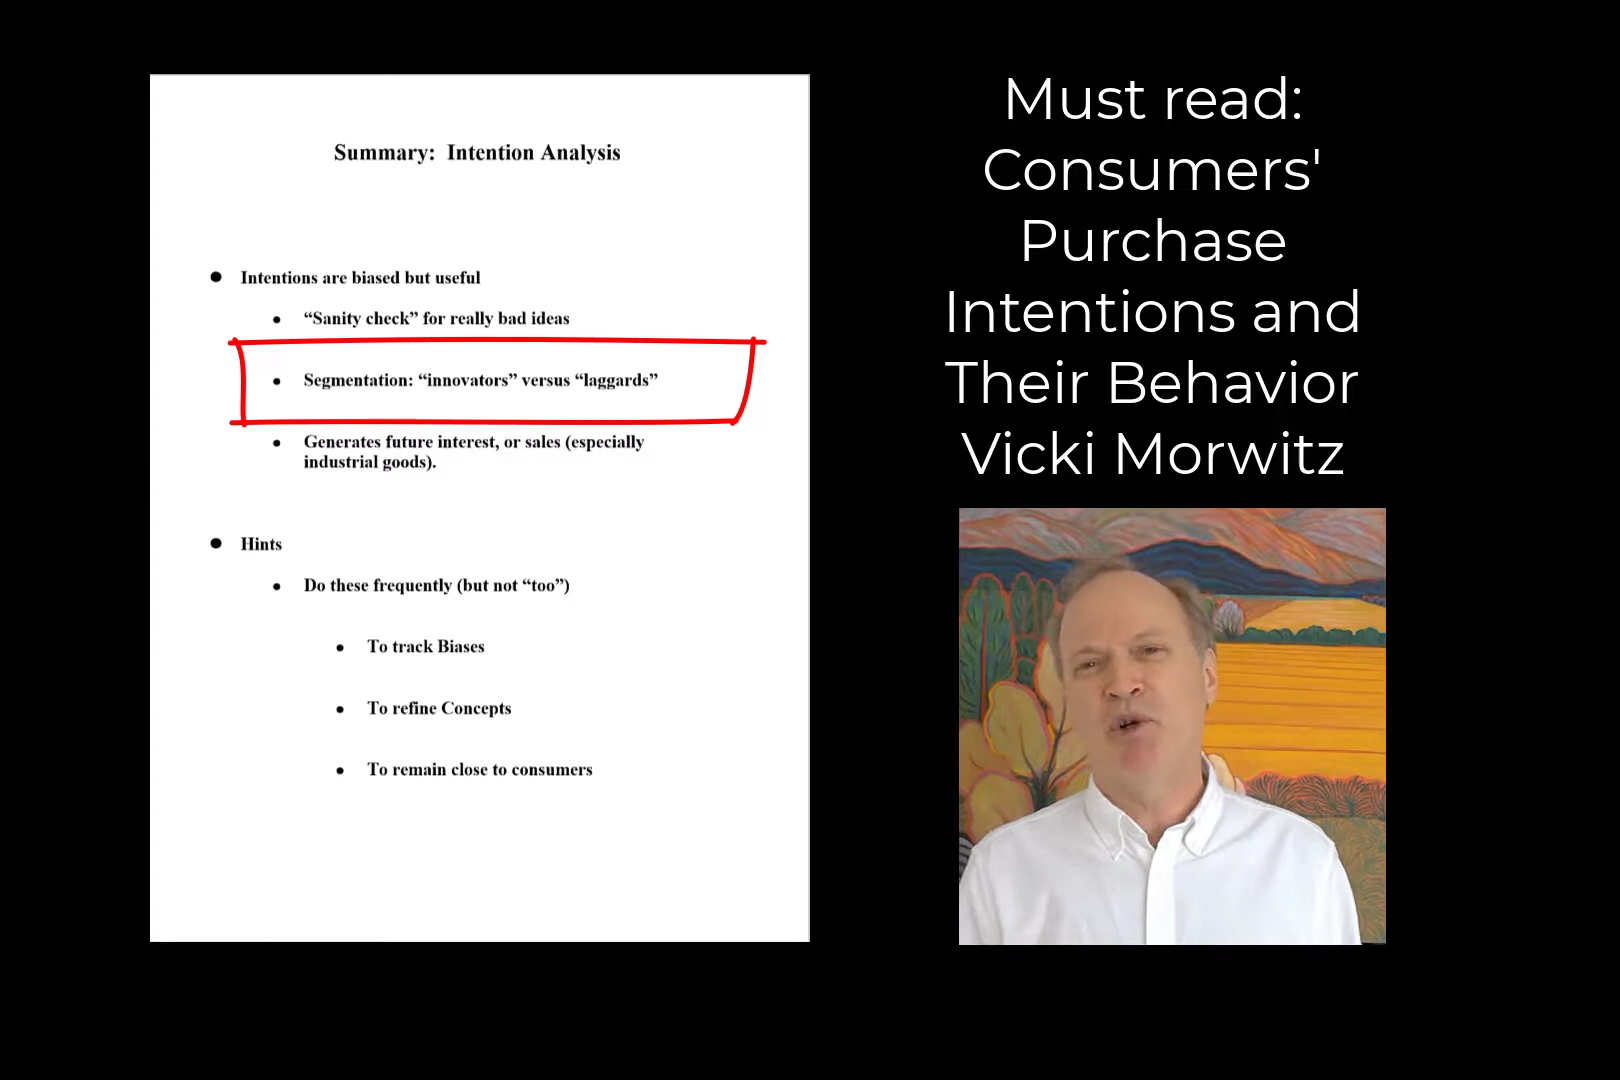 Summary: Intention Analysis
● Intentions are biased but useful
● “Sanity check” for really bad ideas
● Segmentation: “innovators” versus “laggards”
● Generates future interest, or sales (especially
industrial goods).
● Hints
● Do these frequently (but not “too”)
● To track Biases
● To refine Concepts
● To remain close to consumers
Must read:
Consumers'
Purchase
Intentions and
Their Behavior
Vicki Morwitz